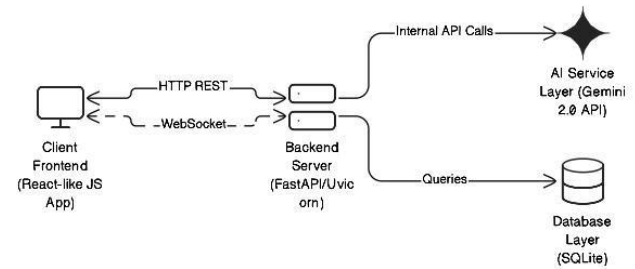 Internal API Calls
AI Service
Layer (Gemini
2.0 API)
HTTP REST
WebSocket
Client
Frontend
(React-like JS
App)
Backend
Server
(FastAPI/Uvic
orn)
Queries
Database
Layer
(SQLite)